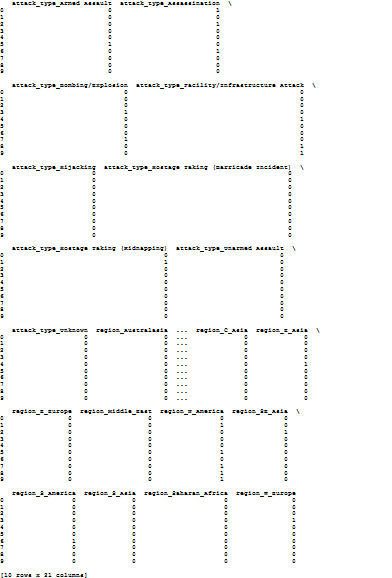 attack_type_Armed Assault attack_type_Assassination \
0 0 1
1 0 0
2 0 1
3 0 0
4 0 0
5 1 0
6 0 1
7 0 0
8 0 0
9 0 0
attack_type_Bombing/Explosion attack_type_Facility/Infrastructure Attack \
0 0 0
1 0 0
2 0 0
3 1 0
4 0 1
5 0 0
6 0 0
7 1 0
8 0 1
9 0 1
attack_type_Hijacking attack_type_Hostage Taking (Barricade Incident) \
0 0 0
1 0 0
2 0 0
3 0 0
4 0 0
5 0 0
6 0 0
7 0 0
8 0 0
9 0 0
attack_type_Hostage Taking (Kidnapping) attack_type_Unarmed Assault \
0 0 0
1 1 0
2 0 0
3 0 0
4 0 0
5 0 0
6 0 0
7 0 0
8 0 0
9 0 0
attack_type_Unknown region_Australasia ... region_C_Asia region_E_Asia \
0 0 0 ... 0 0
1 0 0 ... 0 0
2 0 0 ... 0 0
3 0 0 ... 0 0
4 0 0 ... 0 1
5 0 0 ... 0 0
6 0 0 ... 0 0
7 0 0 ... 0 0
8 0 0 ... 0 0
9 0 0 ... 0 0
region_E_Europe region_Middle_East region_N_America region_SE_Asia \
0 0 0 0 0
1 0 0 1 0
2 0 0 0 1
3 0 0 0 0
4 0 0 0 0
5 0 0 1 0
6 0 0 0 0
7 0 0 1 0
8 0 0 1 0
9 0 0 1 0
region_S_America region_S_Asia region_Saharan_Africa region_W_Europe
0 0 0 0 0
1 0 0 0 0
2 0 0 0 0
3 0 0 0 1
4 0 0 0 0
5 0 0 0 0
6 1 0 0 0
7 0 0 0 0
8 0 0 0 0
9 0 0 0 0
[10 rows x 21 columns]